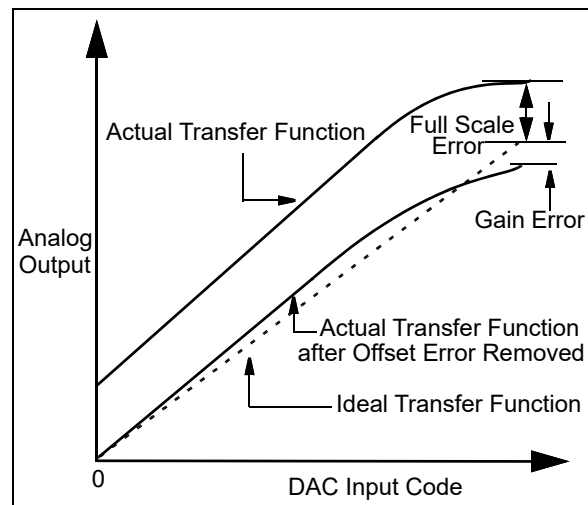 Actual Transfer Function
Full Scale
Error
Gain Error
Analog
Output
Actual Transfer Function
after Offset Error Removed
Ideal Transfer Function
0
DAC Input Code